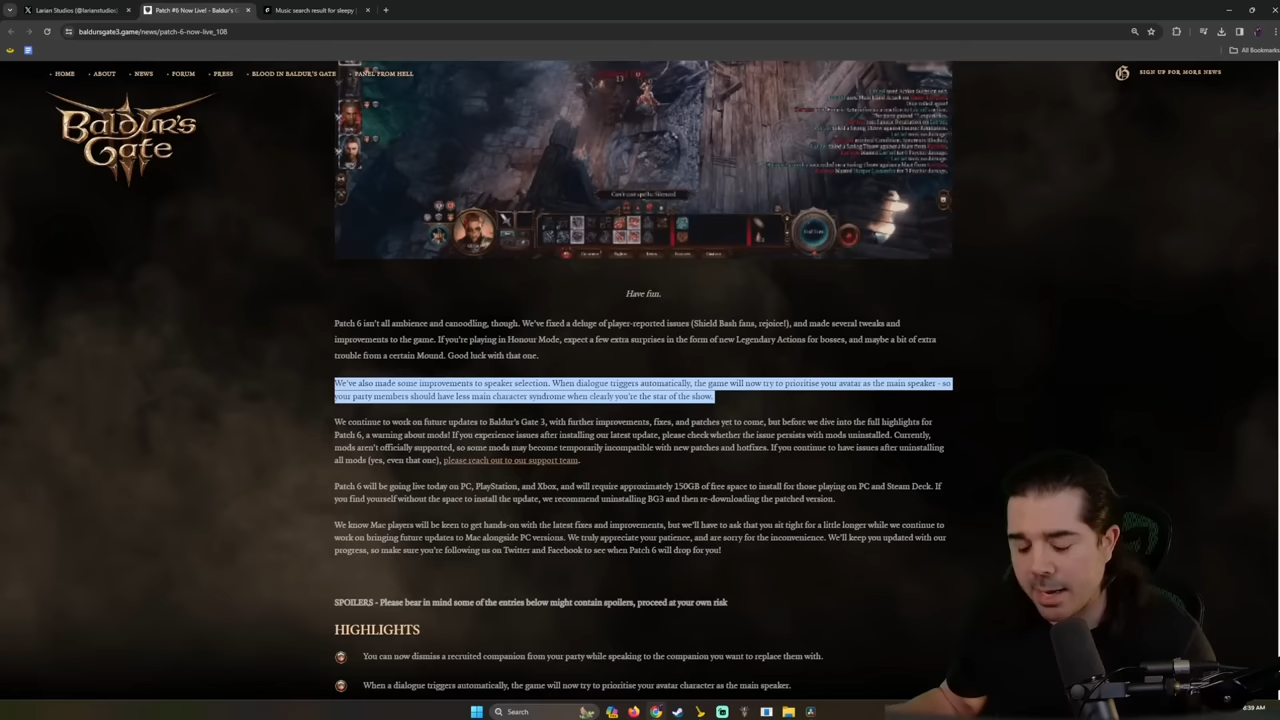 Larian Studios (@larianstudios)
Patch #6 Now Live! - Baldur's G
Music search result for sleepy |
baldursgate3.game/news/patch-6-now-live_108
All Bookmarks
HOME
ABOUT
NEWS
FORUM
PRESS
BLOOD IN BALDUR'S GATE
PANEL FROM HELL
SIGN UP FOR MORE NEWS
BALDUR'S
GATE
Have fun.
Patch 6 isn't all ambience and canoodling, though. We've fixed a deluge of player-reported issues (Shield Bash fans, rejoice!), and made several tweaks and
improvements to the game. If you're playing in Honour Mode, expect a few extra surprises in the form of new Legendary Actions for bosses, and maybe a bit of extra
trouble from a certain Mound. Good luck with that one.
We've also made some improvements to speaker selection. When dialogue triggers automatically, the game will now try to prioritise your avatar as the main speaker - so
your party members should have less main character syndrome when clearly you're the star of the show.
We continue to work on future updates to Baldur's Gate 3, with further improvements, fixes, and patches yet to come, but before we dive into the full highlights for
Patch 6, a warning about mods! If you experience issues after installing our latest update, please check whether the issue persists with mods uninstalled. Currently,
mods aren't officially supported, so some mods may become temporarily incompatible with new patches and hotfixes. If you continue to have issues after uninstalling
all mods (yes, even that one), please reach out to our support team.
Patch 6 will be going live today on PC, PlayStation, and Xbox, and will require approximately 150GB of free space to install for those playing on PC and Steam Deck. If
you find yourself without the space to install the update, we recommend uninstalling BG3 and then re-downloading the patched version.
We know Mac players will be keen to get hands-on with the latest fixes and improvements, but we'll have to ask that you sit tight for a little longer while we continue to
work on bringing future updates to Mac alongside PC versions. We truly appreciate your patience, and are sorry for the inconvenience. We'll keep you updated with our
progress, so make sure you're following us on Twitter and Facebook to see when Patch 6 will drop for you!
SPOILERS - Please bear in mind some of the entries below might contain spoilers, proceed at your own risk
HIGHLIGHTS
You can now dismiss a recruited companion from your party while speaking to the companion you want to replace them with.
When a dialogue triggers automatically, the game will now try to prioritise your avatar character as the main speaker.
Search
6:39 AM